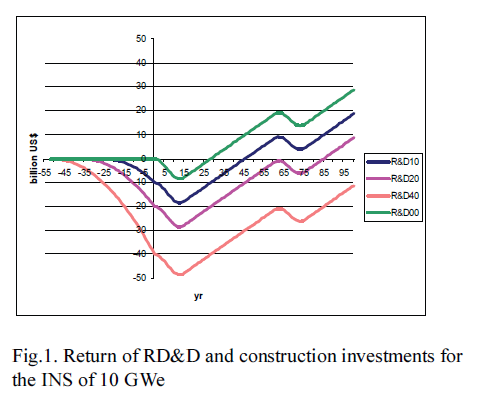 50
40
30
20
10
0
-55 -45 -35 -25 -15 -5 5 15 25 35 45 55 65 75 85 95
-10
-20
-30
-40
-50
billion US$
yr
R&D10
R&D20
R&D40
R&D00
Fig.1. Return of RD&D and construction investments for
the INS of 10 GWe